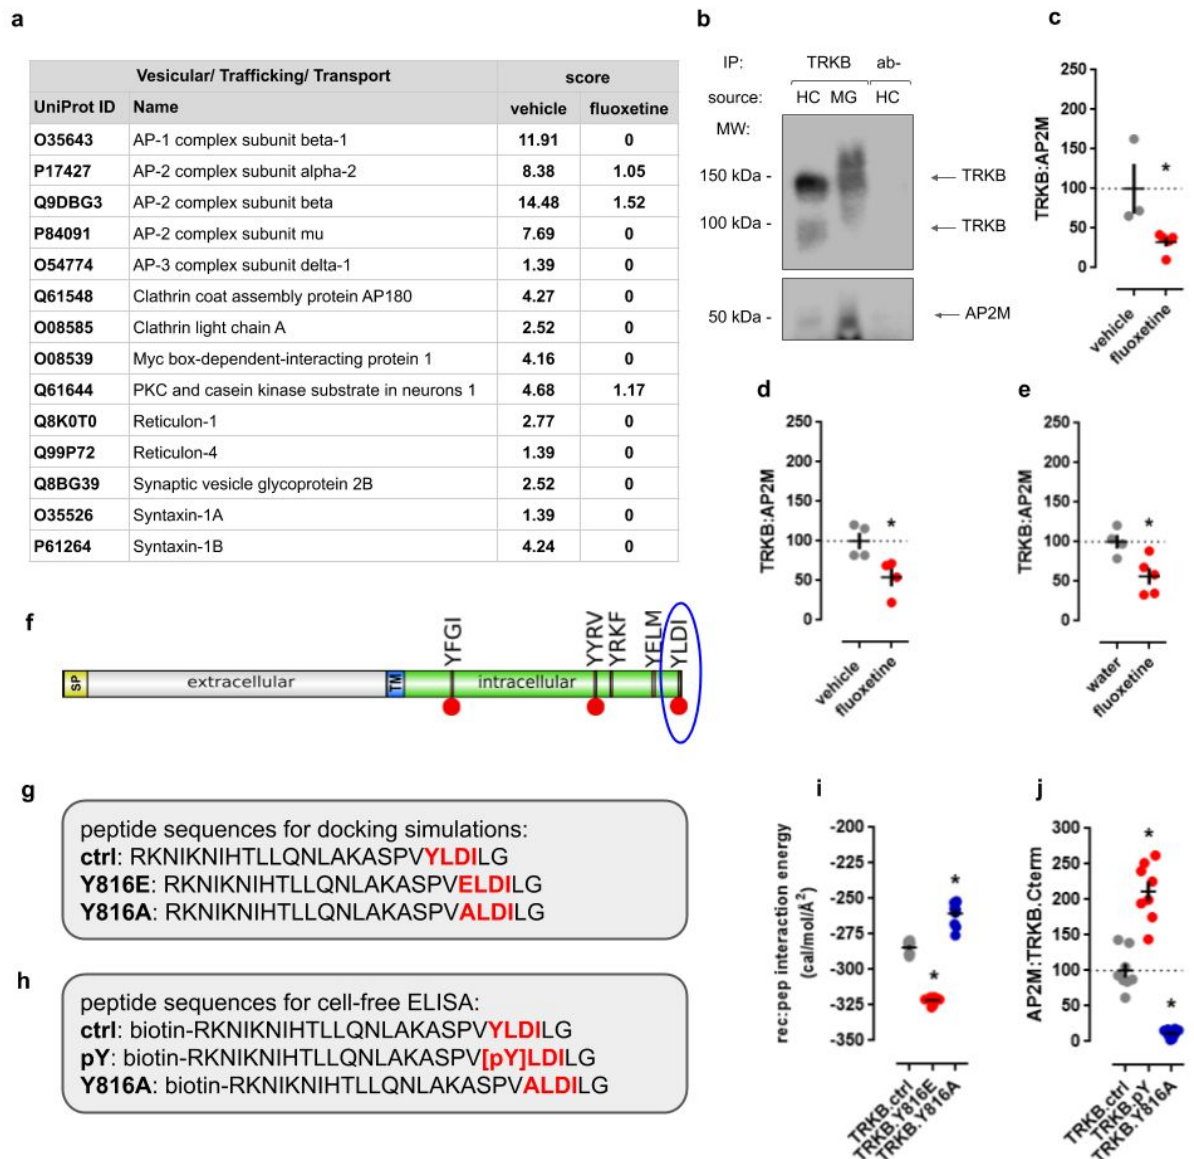 a
Vesicular/ Trafficking/ Transport score
UniProt ID Name vehicle fluoxetine
O35643 AP-1 complex subunit beta-1 11.91 0
P17427 AP-2 complex subunit alpha-2 8.38 1.05
Q9DBG3 AP-2 complex subunit beta 14.48 1.52
P84091 AP-2 complex subunit mu 7.69 0
O54774 AP-3 complex subunit delta-1 1.39 0
Q61548 Clathrin coat assembly protein AP180 4.27 0
O08585 Clathrin light chain A 2.52 0
O08539 Myc box-dependent-interacting protein 1 4.16 0
Q61644 PKC and casein kinase substrate in neurons 1 4.68 1.17
Q8K0T0 Reticulon-1 2.77 0
Q99P72 Reticulon-4 1.39 0
Q8BG39 Synaptic vesicle glycoprotein 2B 2.52 0
O35526 Syntaxin-1A 1.39 0
P61264 Syntaxin-1B 4.24 0
b
IP: TRKB ab-
source: HC MG HC
MW:
150 kDa - TRKB
100 kDa - TRKB
50 kDa - AP2M
c
TRKB:AP2M
250
200
150
100
50
0
*
vehicle
fluoxetine
d
TRKB:AP2M
250
200
150
100
50
0
*
vehicle
fluoxetine
e
TRKB:AP2M
250
200
150
100
50
0
*
water
fluoxetine
f
SP extracellular TM intracellular
YFGI
YYRV
YRKF
YELM
YLDI
g
peptide sequences for docking simulations:
ctrl: RKNIKNIHTLLQNLAKASPVYLDILG
Y816E: RKNIKNIHTLLQNLAKASPVELDILG
Y816A: RKNIKNIHTLLQNLAKASPVALDILG
h
peptide sequences for cell-free ELISA:
ctrl: biotin-RKNIKNIHTLLQNLAKASPVYLDILG
pY: biotin-RKNIKNIHTLLQNLAKASPV[pY]LDILG
Y816A: biotin-RKNIKNIHTLLQNLAKASPVALDILG
i
rec:pep interaction energy
(cal/mol/Å²)
-200
-225
-250
-275
-300
-325
-350
*
*
TRKB.ctrl
TRKB.Y816E
TRKB.Y816A
j
AP2M:TRKB.Cterm
300
250
200
150
100
50
0
*
*
TRKB.ctrl
TRKB.pY
TRKB.Y816A